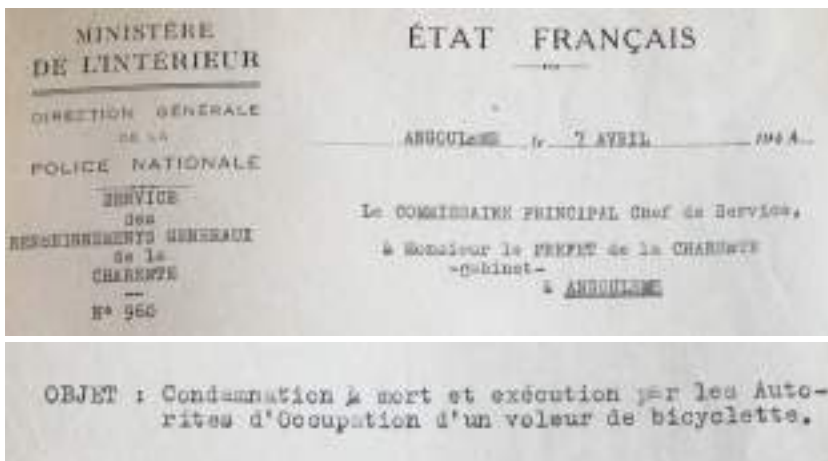 MINISTÈRE
DE L'INTÉRIEUR
DIRECTION GÉNÉRALE
DE LA
POLICE NATIONALE
SERVICE
des
RENSEIGNEMENTS GENERAUX
de la
CHARENTE
N° 960
ÉTAT FRANÇAIS
ANGOULEME le 7 AVRIL 1944
Le COMMISSAIRE PRINCIPAL Chef de Service,
à Monsieur le PREFET de la CHARENTE
-cabinet-
à ANGOULEME
OBJET : Condamnation à mort et exécution par les Auto-
rites d'Occupation d'un voleur de bicyclette.